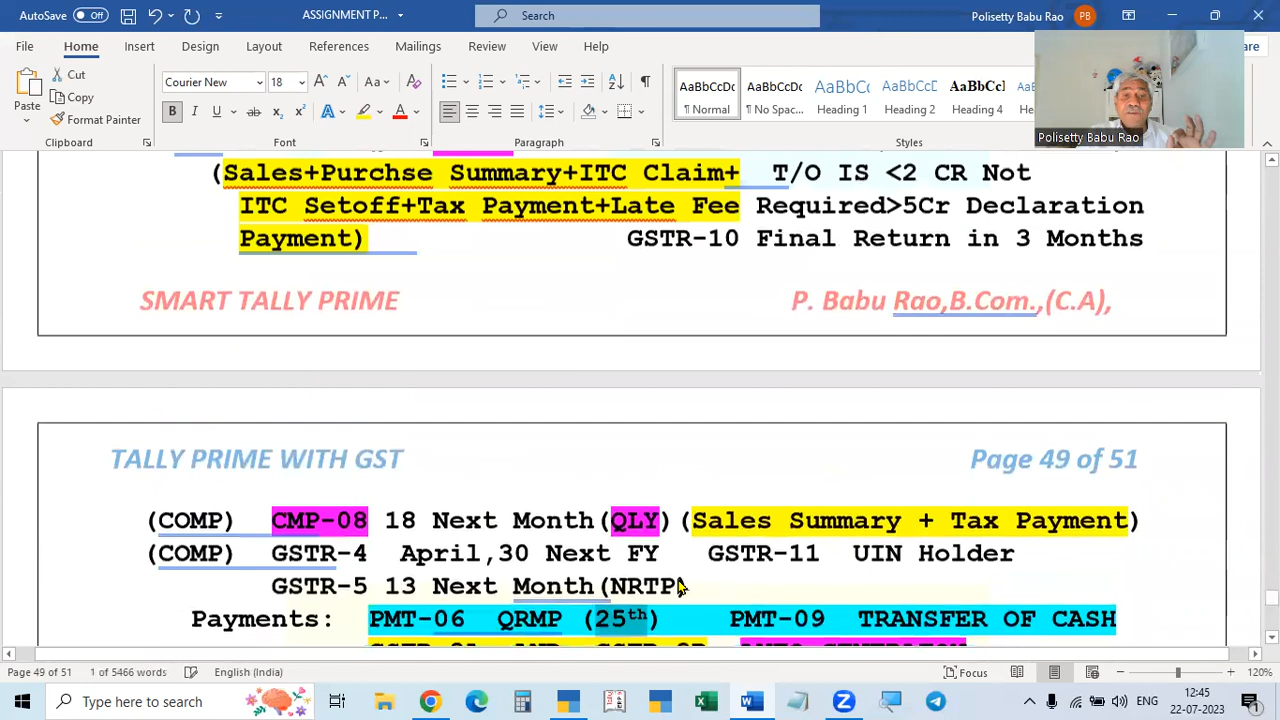 AutoSave Off ASSIGNMENT P... Search Polisetty Babu Rao PB
File Home Insert Design Layout References Mailings Review View Help
Paste Cut Copy Format Painter Clipboard
Courier New 18 Font
Paragraph
AaBbCcDc ¶ Normal AaBbCcDc ¶ No Spac... AaBbCc Heading 1 AaBbCcC Heading 2 AaBbCc Heading 4 Styles
Polisetty Babu Rao
(Sales+Purchse Summary+ITC Claim+ T/O IS <2 CR Not
ITC Setoff+Tax Payment+Late Fee Required>5Cr Declaration
Payment) GSTR-10 Final Return in 3 Months
SMART TALLY PRIME P. Babu Rao,B.Com.,(C.A),
TALLY PRIME WITH GST Page 49 of 51
(COMP) CMP-08 18 Next Month(QLY)(Sales Summary + Tax Payment)
(COMP) GSTR-4 April,30 Next FY GSTR-11 UIN Holder
GSTR-5 13 Next Month(NRTP)
Payments: PMT-06 QRMP (25th) PMT-09 TRANSFER OF CASH
Page 49 of 51 1 of 5466 words English (India) Focus 120%
Type here to search ENG 12:45
22-07-2023